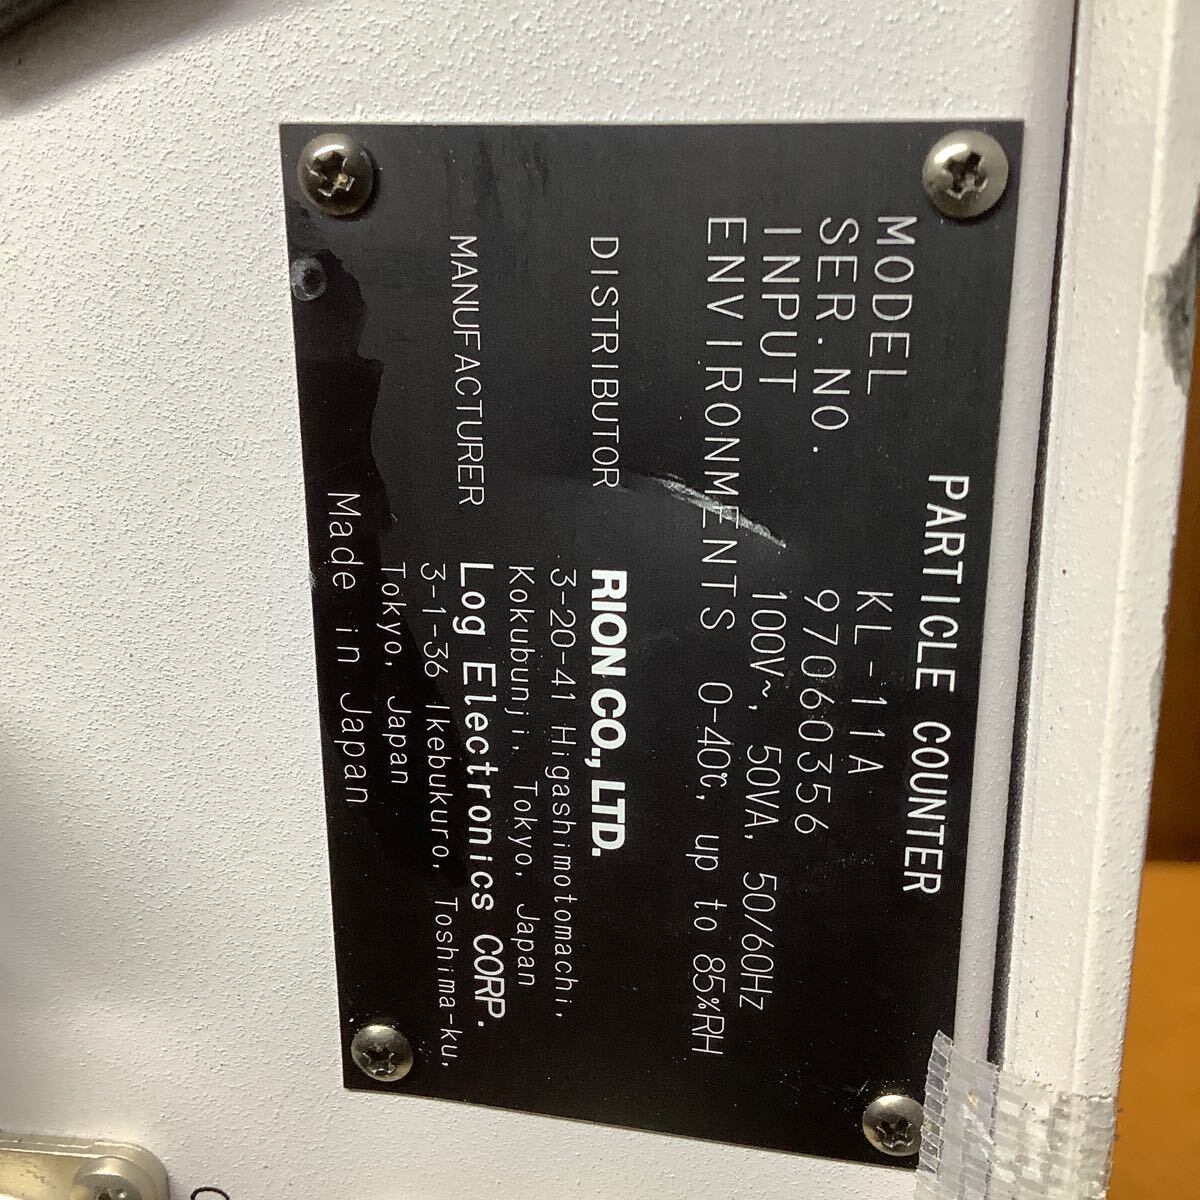 PARTICLE COUNTER
MODEL KL-11A
SER.NO. 97060356
INPUT 100V~, 50VA, 50/60Hz
ENVIRONMENTS 0-40℃, up to 85%RH
DISTRIBUTOR RION CO., LTD.
3-20-41 Higashimotomachi,
Kokubunji, Tokyo, Japan
MANUFACTURER Log Electronics CORP.
3-1-36 Ikebukuro, Toshima-ku,
Tokyo, Japan
Made in Japan